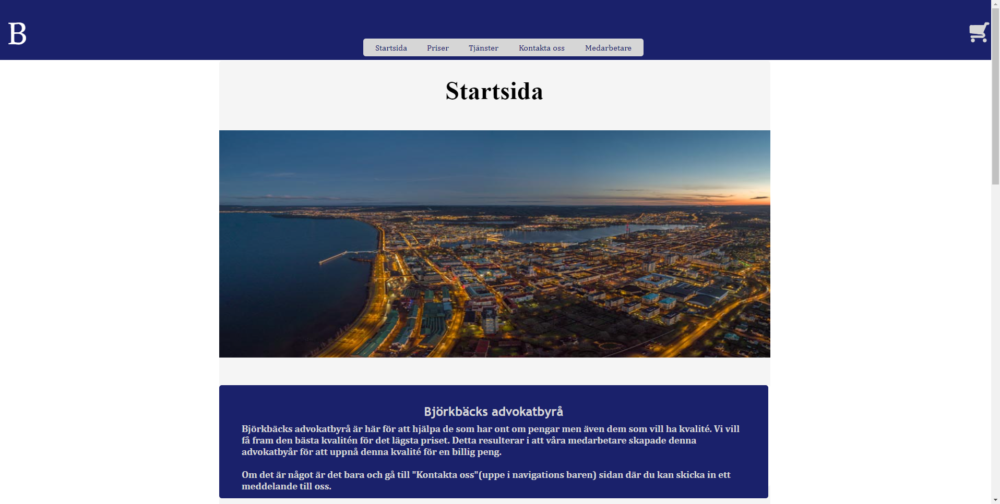 B
Startsida Priser Tjänster Kontakta oss Medarbetare
Startsida
Björkbäcks advokatbyrå
Björkbäcks advokatbyrå är här för att hjälpa de som har ont om pengar men även dem som vill ha kvalité. Vi vill
få fram den bästa kvalitén för det lägsta priset. Detta resulterar i att våra medarbetare skapade denna
advokatbyår för att uppnå denna kvalité för en billig peng.
Om det är något är det bara och gå till "Kontakta oss"(uppe i navigations baren) sidan där du kan skicka in ett
meddelande till oss.